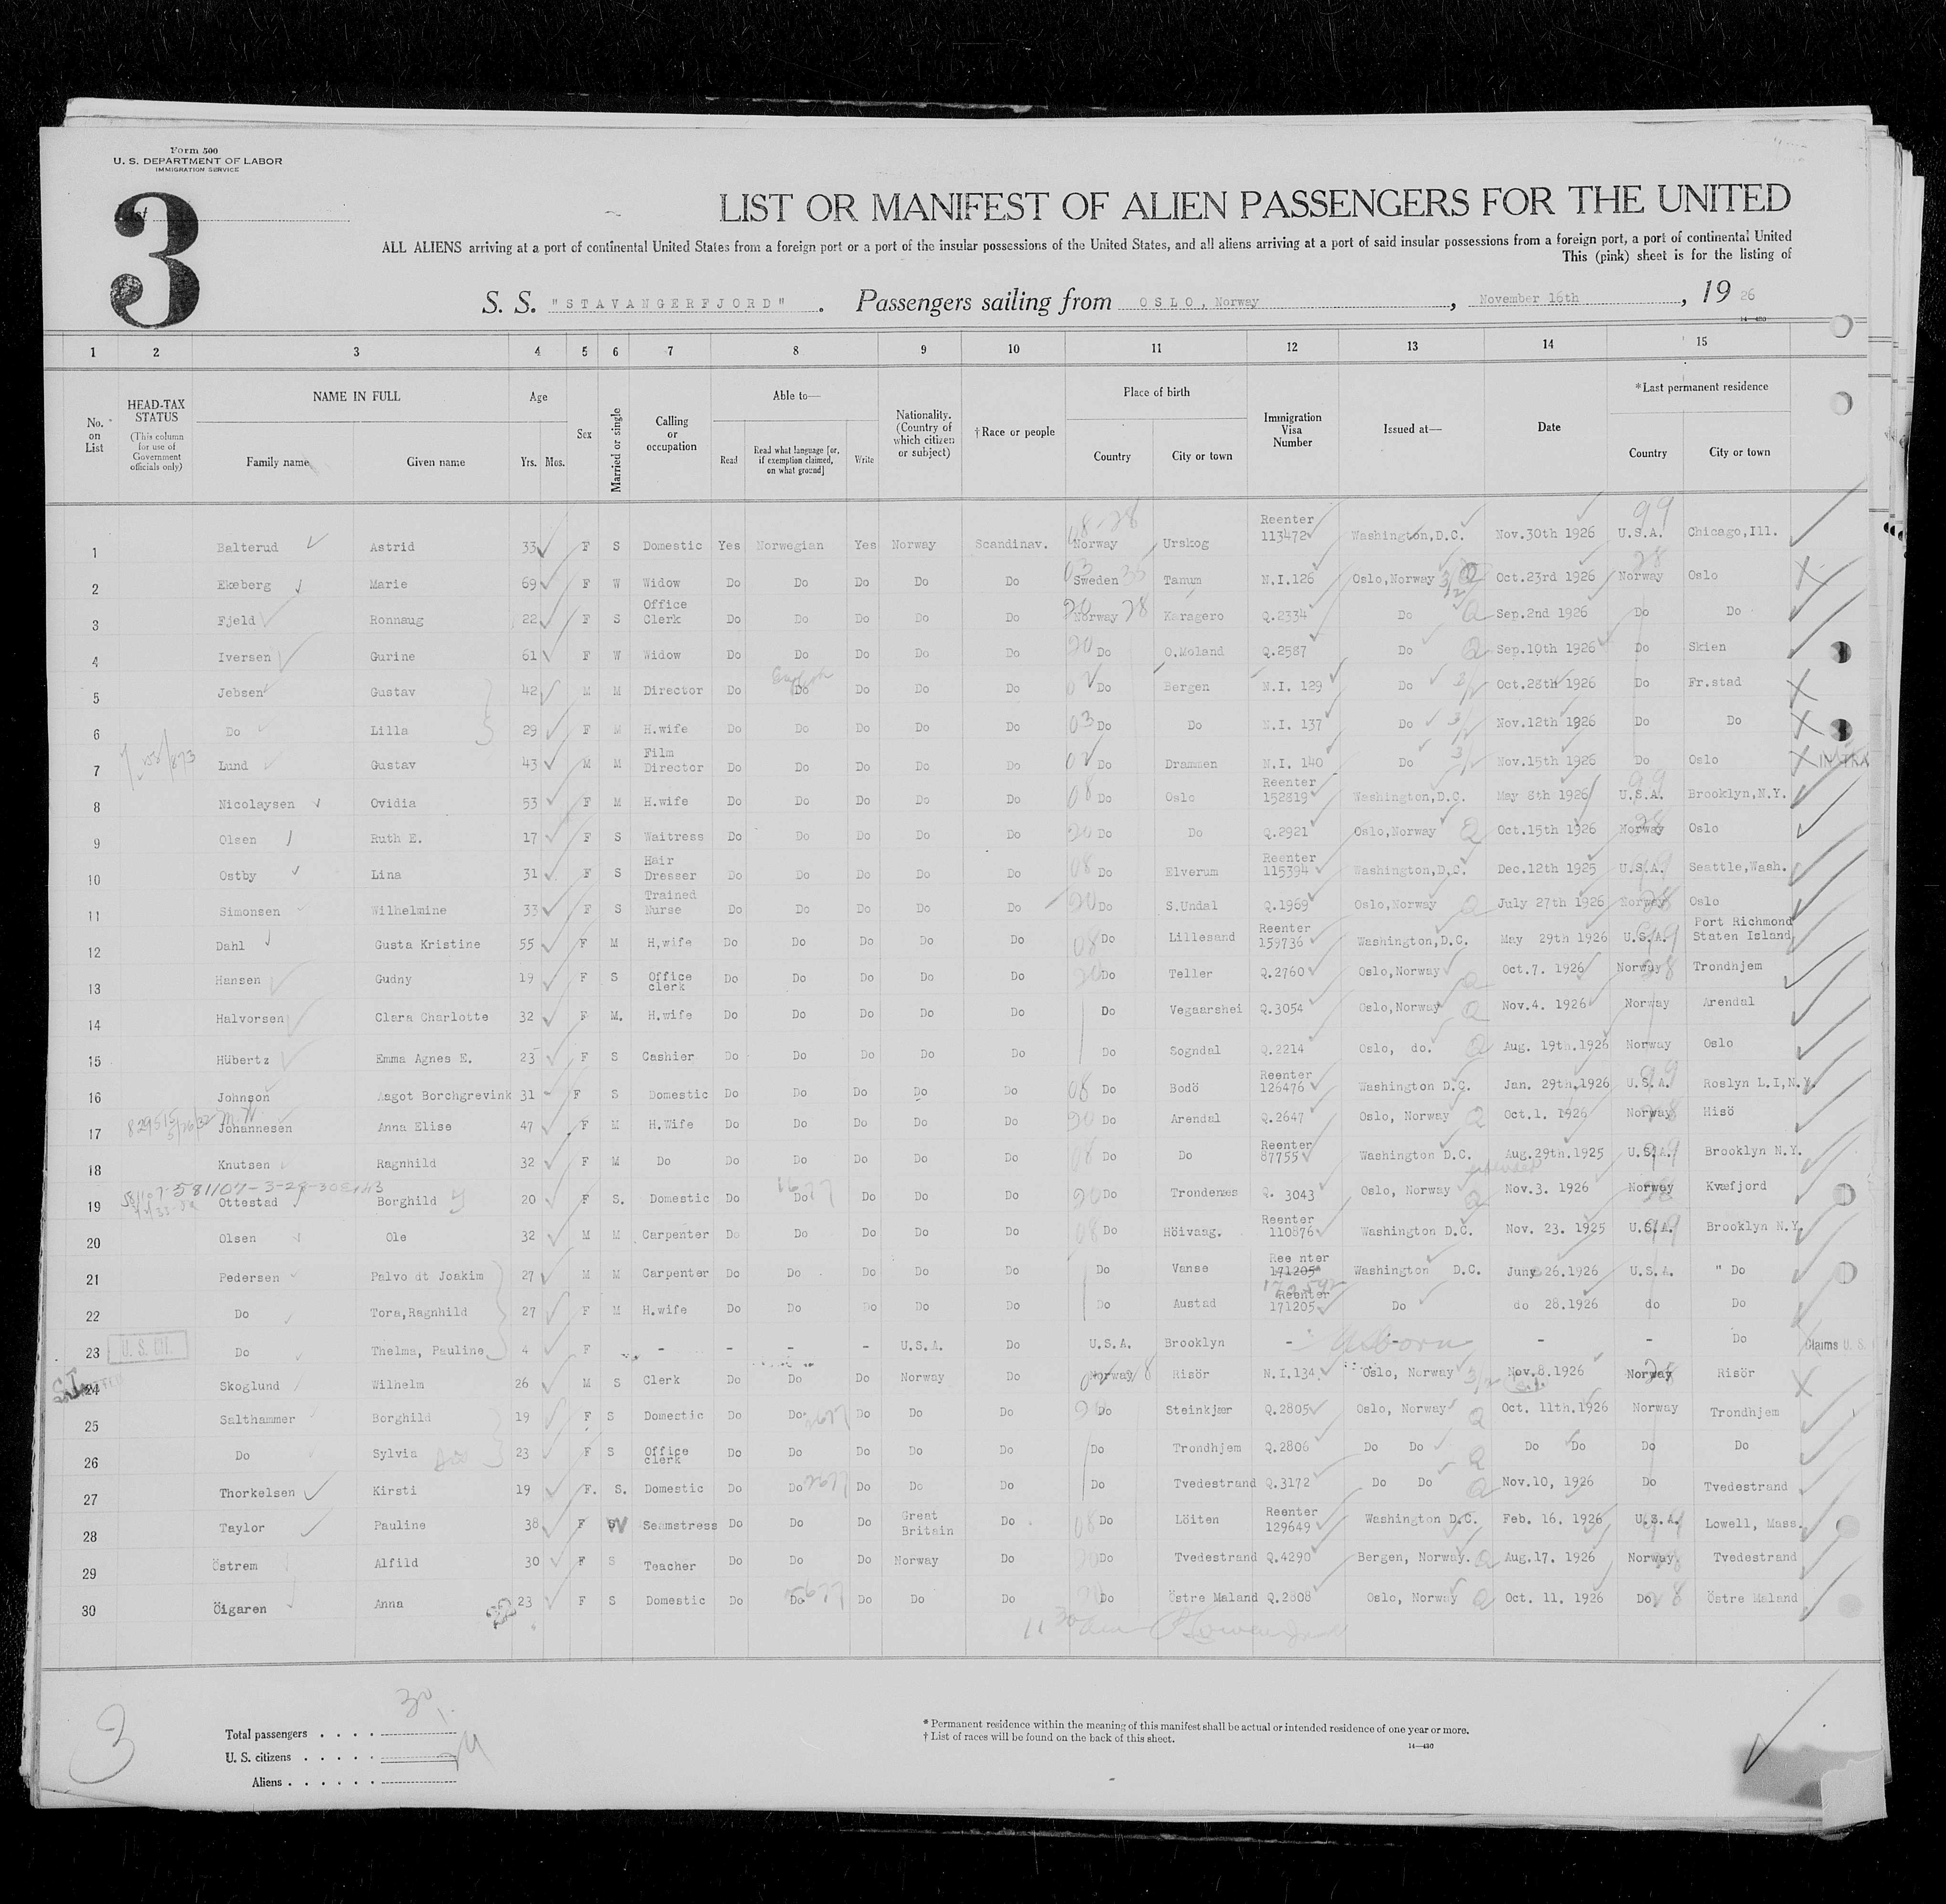 Form 500
U. S. DEPARTMENT OF LABOR
IMMIGRATION SERVICE
3
LIST OR MANIFEST OF ALIEN PASSENGERS FOR THE UNITED
ALL ALIENS arriving at a port of continental United States from a foreign port or a port of the insular possessions of the United States, and all aliens arriving at a port of said insular possessions from a foreign port, a port of continental United
This (pink) sheet is for the listing of
S. S. "STAVANGERFJORD". Passengers sailing from OSLO, Norway, November 16th, 19 26
1 2 3 4 5 6 7 8 9 10 11 12 13 14 15
No. on List
HEAD-TAX STATUS
(This column for use of Government officials only)
NAME IN FULL
Family name Given name
Age
Yrs. Mos.
Sex
Married or single
Calling or occupation
Able to—
Read
Read what language [or, if exemption claimed, on what ground]
Write
Nationality. (Country of which citizen or subject)
†Race or people
Place of birth
Country City or town
Immigration Visa Number
Issued at—
Date
*Last permanent residence
Country City or town
1 Balterud Astrid 33 F S Domestic Yes Norwegian Yes Norway Scandinav. Norway Urskog Reenter 113472 Washington,D.C. Nov.30th 1926 U.S.A. Chicago,Ill.
2 Ekeberg Marie 69 F W Widow Do Do Do Do Do Sweden Tanum N.I.126 Oslo,Norway Oct.23rd 1926 Norway Oslo
3 Fjeld Ronnaug 22 F S Office Clerk Do Do Do Do Do Norway Karagero Q.2334 Do Sep.2nd 1926 Do Do
4 Iversen Gurine 61 F W Widow Do Do Do Do Do Do O.Moland Q.2587 Do Sep.10th 1926 Do Skien
5 Jebsen Gustav 42 M M Director Do Do Do Do Do Do Bergen N.I. 129 Do Oct.28th 1926 Do Fr.stad
6 Do Lilla 29 F M H.wife Do Do Do Do Do Do Do N.I. 137 Do Nov.12th 1926 Do Do
7 Lund Gustav 43 M M Film Director Do Do Do Do Do Do Drammen N.I. 140 Do Nov.15th 1926 Do Oslo
8 Nicolaysen Ovidia 53 F M H.wife Do Do Do Do Do Do Oslo Reenter 152819 Washington,D.C. May 8th 1926 U.S.A. Brooklyn,N.Y.
9 Olsen Ruth E. 17 F S Waitress Do Do Do Do Do Do Do Q.2921 Oslo,Norway Oct.15th 1926 Norway Oslo
10 Ostby Lina 31 F S Hair Dresser Do Do Do Do Do Do Elverum Reenter 115394 Washington,D.C. Dec.12th 1925 U.S.A. Seattle,Wash.
11 Simonsen Wilhelmine 33 F S Trained Nurse Do Do Do Do Do Do S.Undal Q.1969 Oslo,Norway July 27th 1926 Norway Oslo
12 Dahl Gusta Kristine 55 F M H,wife Do Do Do Do Do Do Lillesand Reenter 159736 Washington,D.C. May 29th 1926 U.S.A. Port Richmond Staten Island
13 Hansen Gudny 19 F S Office clerk Do Do Do Do Do Do Teller Q.2760 Oslo,Norway Oct.7. 1926 Norway Trondhjem
14 Halvorsen Clara Charlotte 32 F M. H.wife Do Do Do Do Do Do Vegaarshei Q.3054 Oslo,Norway Nov.4. 1926 Norway Arendal
15 Hübertz Emma Agnes E. 23 F S Cashier Do Do Do Do Do Do Sogndal Q.2214 Oslo, do. Aug. 19th.1926 Norway Oslo
16 Johnson Aagot Borchgrevink 31 F S Domestic Do Do Do Do Do Do Bodö Reenter 126476 Washington D.C. Jan. 29th.1926 U.S.A. Roslyn L.I,N.Y.
17 Johannesen Anna Elise 47 F M H.Wife Do Do Do Do Do Do Arendal Q.2647 Oslo, Norway Oct.1. 1926 Norway Hisö
18 Knutsen Ragnhild 32 F M Do Do Do Do Do Do Do Do Reenter 87755 Washington D.C. Aug.29th.1925 U.S.A. Brooklyn N.Y.
581107-3-28-30
19 Ottestad Borghild 20 F S. Domestic Do Do Do Do Do Do Trondenæs Q. 3043 Oslo, Norway Nov.3. 1926 Norway Kvæfjord
20 Olsen Ole 32 M M Carpenter Do Do Do Do Do Do Höivaag. Reenter 110876 Washington D.C. Nov. 23. 1925 U.S.A. Brooklyn N.Y.
21 Pedersen Palvo dt Joakim 27 M M Carpenter Do Do Do Do Do Do Vanse Ree nter 171205 Washington D.C. June 26.1926 U.S.A. " Do
22 Do Tora,Ragnhild 27 F M H.wife Do Do Do Do Do Do Austad Reenter 171205 Do do 28.1926 do Do
23 Do Thelma, Pauline 4 F - - - - U.S.A. Do U.S.A. Brooklyn - US born - - Do Claims U. S.
24 Skoglund Wilhelm 26 M S Clerk Do Do Do Norway Do Norway Risör N.I.134 Oslo, Norway Nov.8.1926 Norway Risör
25 Salthammer Borghild 19 F S Domestic Do Do Do Do Do Do Steinkjær Q.2805 Oslo, Norway Oct. 11th.1926 Norway Trondhjem
26 Do Sylvia 23 F S Office clerk Do Do Do Do Do Do Trondhjem Q.2806 Do Do Do Do Do Do
27 Thorkelsen Kirsti 19 F. S. Domestic Do Do Do Do Do Do Tvedestrand Q.3172 Do Do Nov.10, 1926 Do Tvedestrand
28 Taylor Pauline 38 F W Seamstress Do Do Do Great Britain Do Do Löiten Reenter 129649 Washington D.C. Feb. 16. 1926 U.S.A. Lowell, Mass.
29 Östrem Alfild 30 F S Teacher Do Do Do Norway Do Do Tvedestrand Q.4290 Bergen, Norway. Aug.17. 1926 Norway. Tvedestrand
30 Öigaren Anna 23 F S Domestic Do Do Do Do Do Do Östre Maland Q.2808 Oslo, Norway Oct. 11. 1926 Do Östre Maland
3
Total passengers . . . . 30
U. S. citizens . . . . .
Aliens . . . . . .
* Permanent residence within the meaning of this manifest shall be actual or intended residence of one year or more.
† List of races will be found on the back of this sheet.
14—430